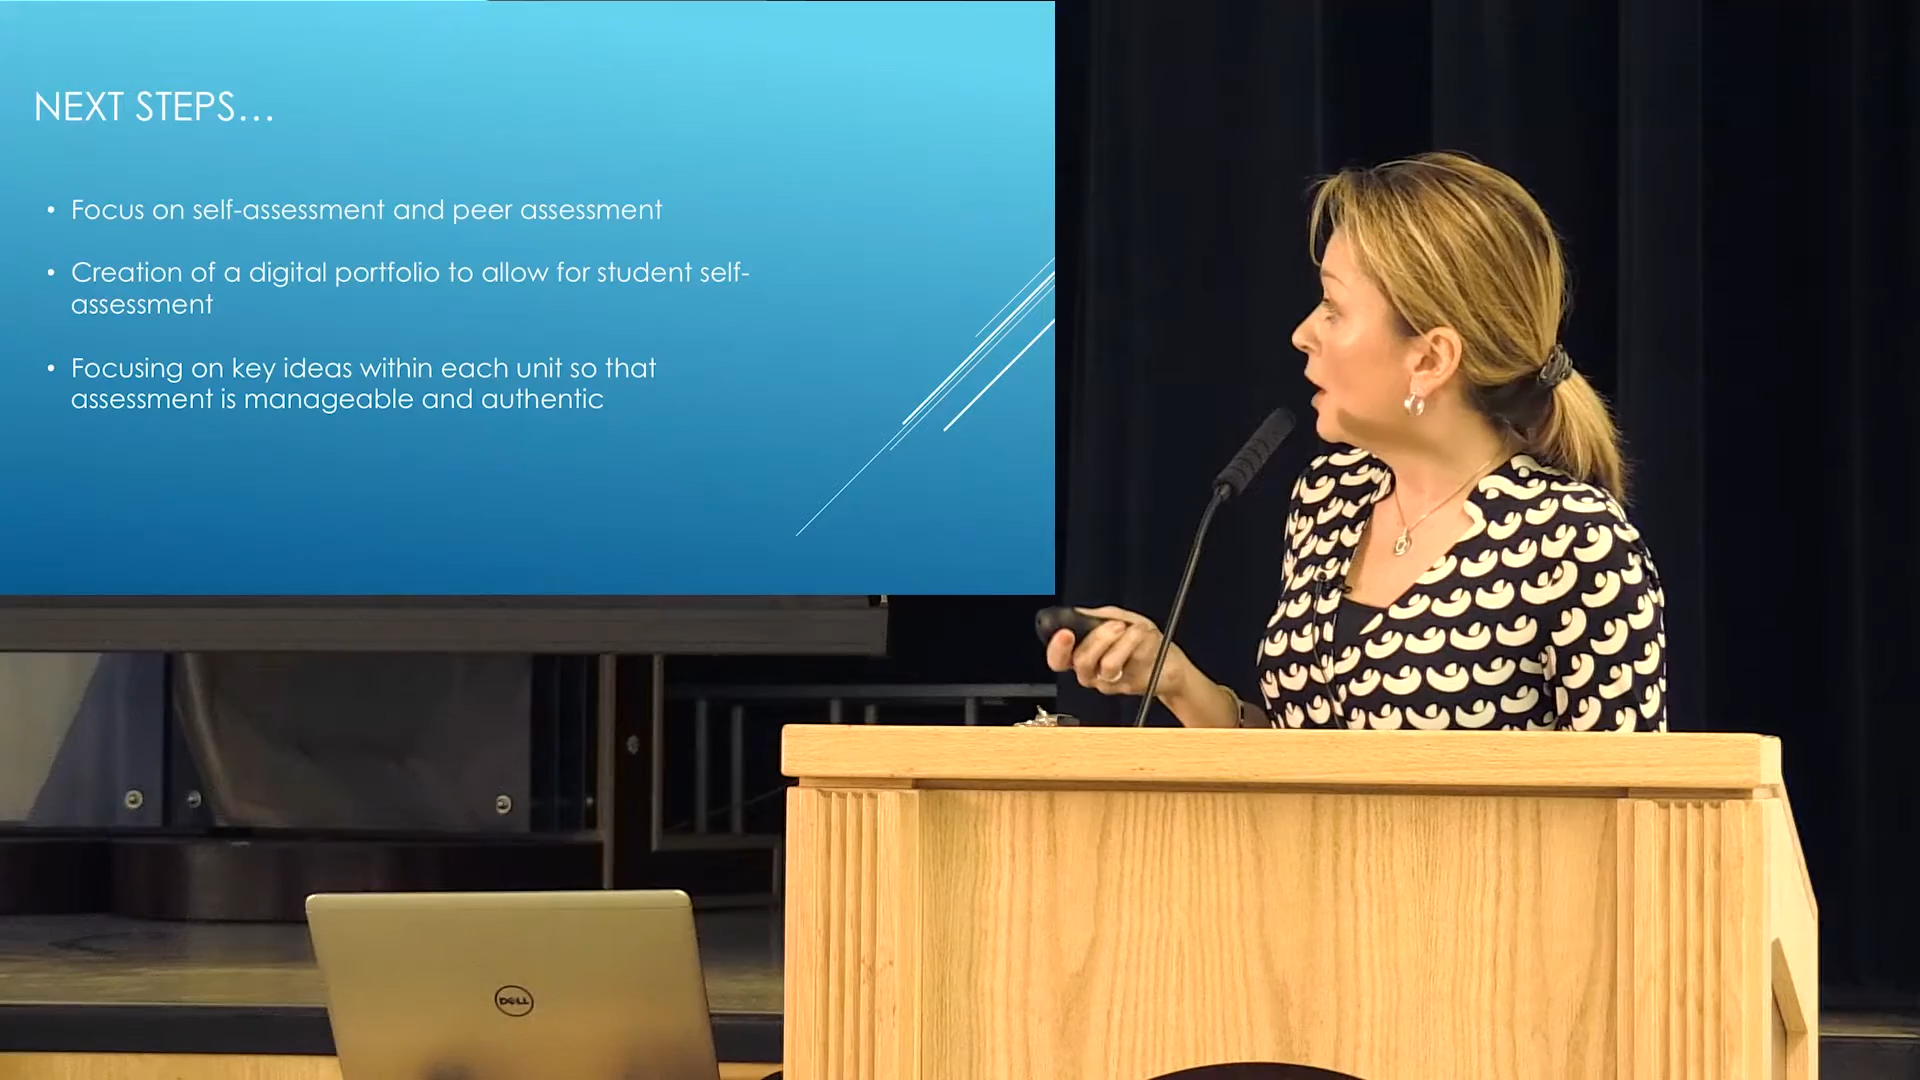 NEXT STEPS...
• Focus on self-assessment and peer assessment
• Creation of a digital portfolio to allow for student self-
assessment
• Focusing on key ideas within each unit so that
assessment is manageable and authentic
DELL